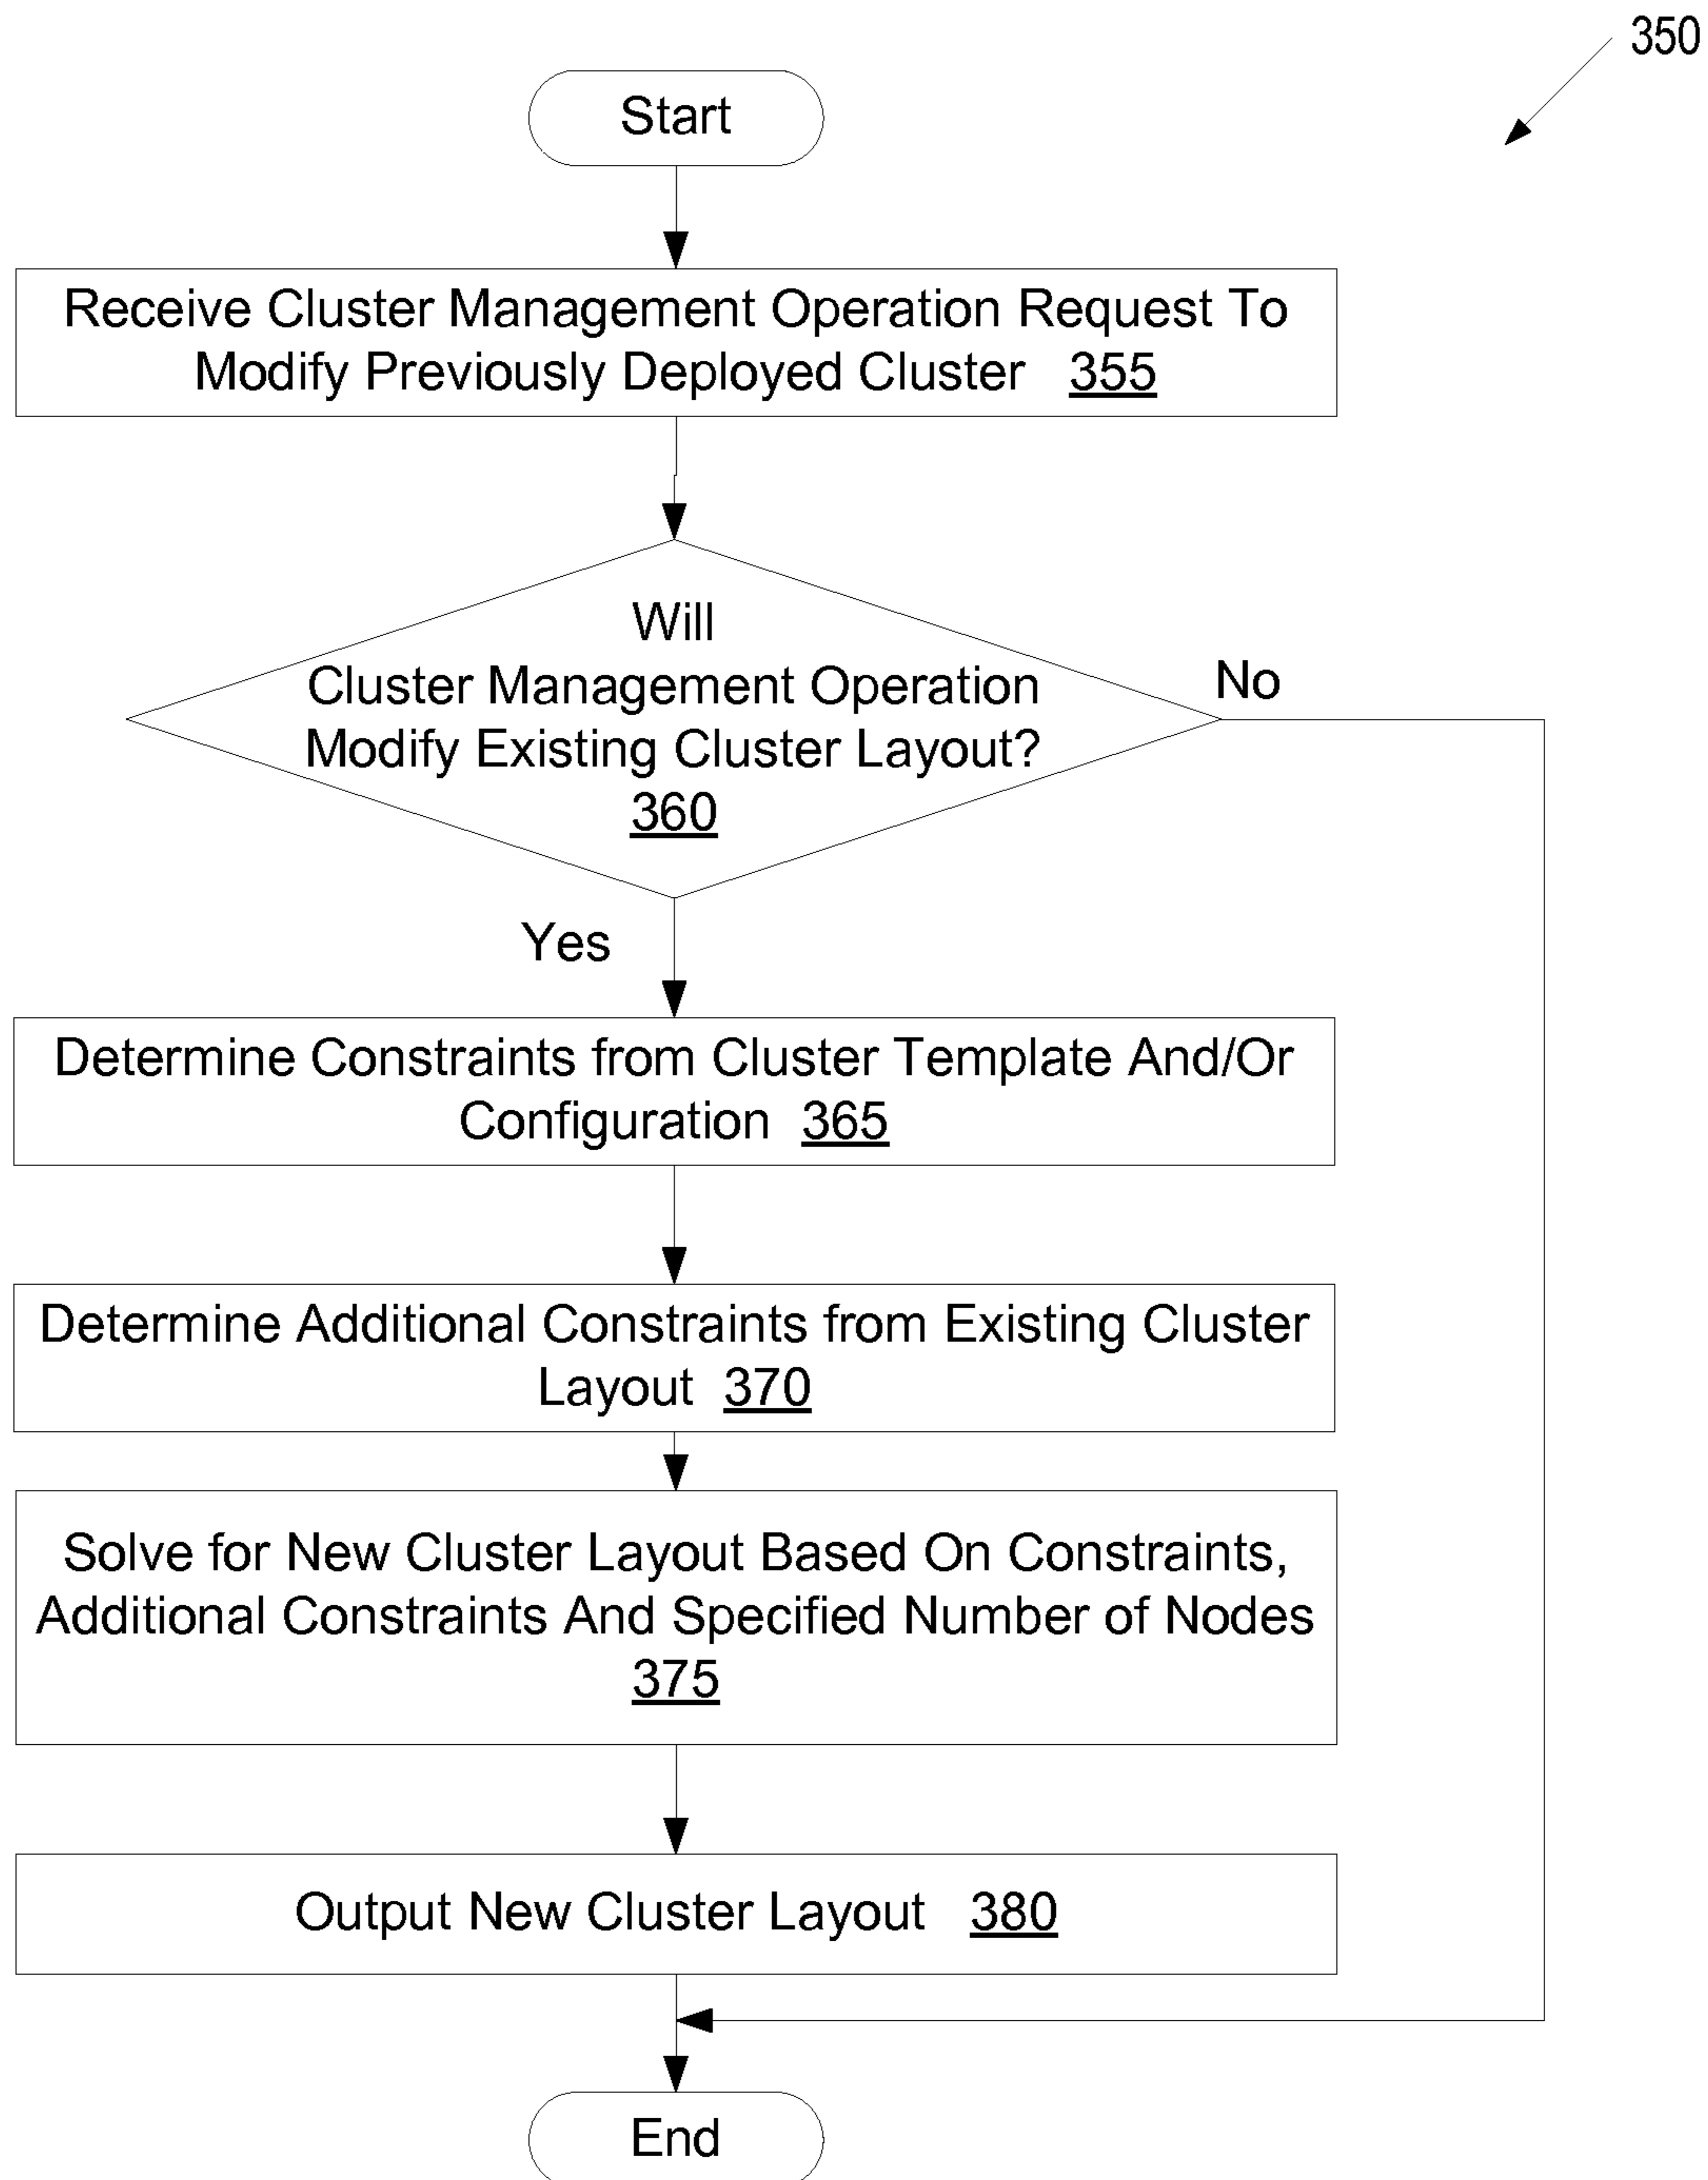 350
Start
Receive Cluster Management Operation Request To
Modify Previously Deployed Cluster 355
Will
Cluster Management Operation
Modify Existing Cluster Layout?
360
No
Yes
Determine Constraints from Cluster Template And/Or
Configuration 365
Determine Additional Constraints from Existing Cluster
Layout 370
Solve for New Cluster Layout Based On Constraints,
Additional Constraints And Specified Number of Nodes
375
Output New Cluster Layout 380
End